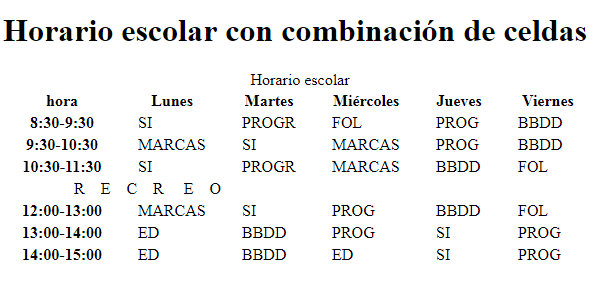 Horario escolar con combinación de celdas
Horario escolar
hora Lunes Martes Miércoles Jueves Viernes
8:30-9:30 SI PROGR FOL PROG BBDD
9:30-10:30 MARCAS SI MARCAS PROG BBDD
10:30-11:30 SI PROGR MARCAS BBDD FOL
R E C R E O
12:00-13:00 MARCAS SI PROG BBDD FOL
13:00-14:00 ED BBDD PROG SI PROG
14:00-15:00 ED BBDD ED SI PROG